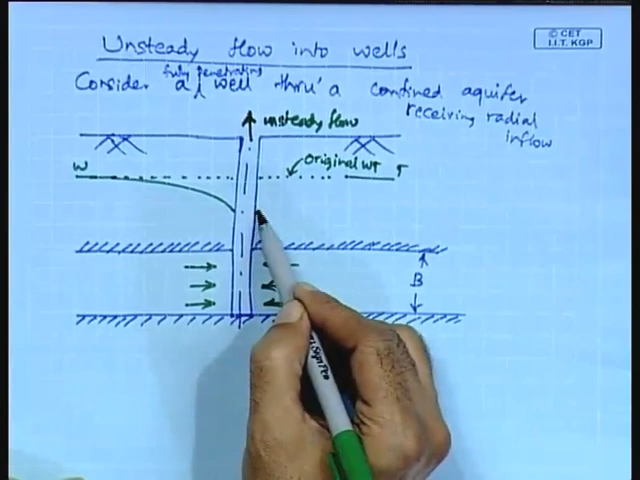 © CET
I.I.T. KGP
Unsteady flow into wells
Consider a fully penetrating well thru' a confined aquifer
receiving radial
inflow
unsteady flow
W
Original WT
T
B